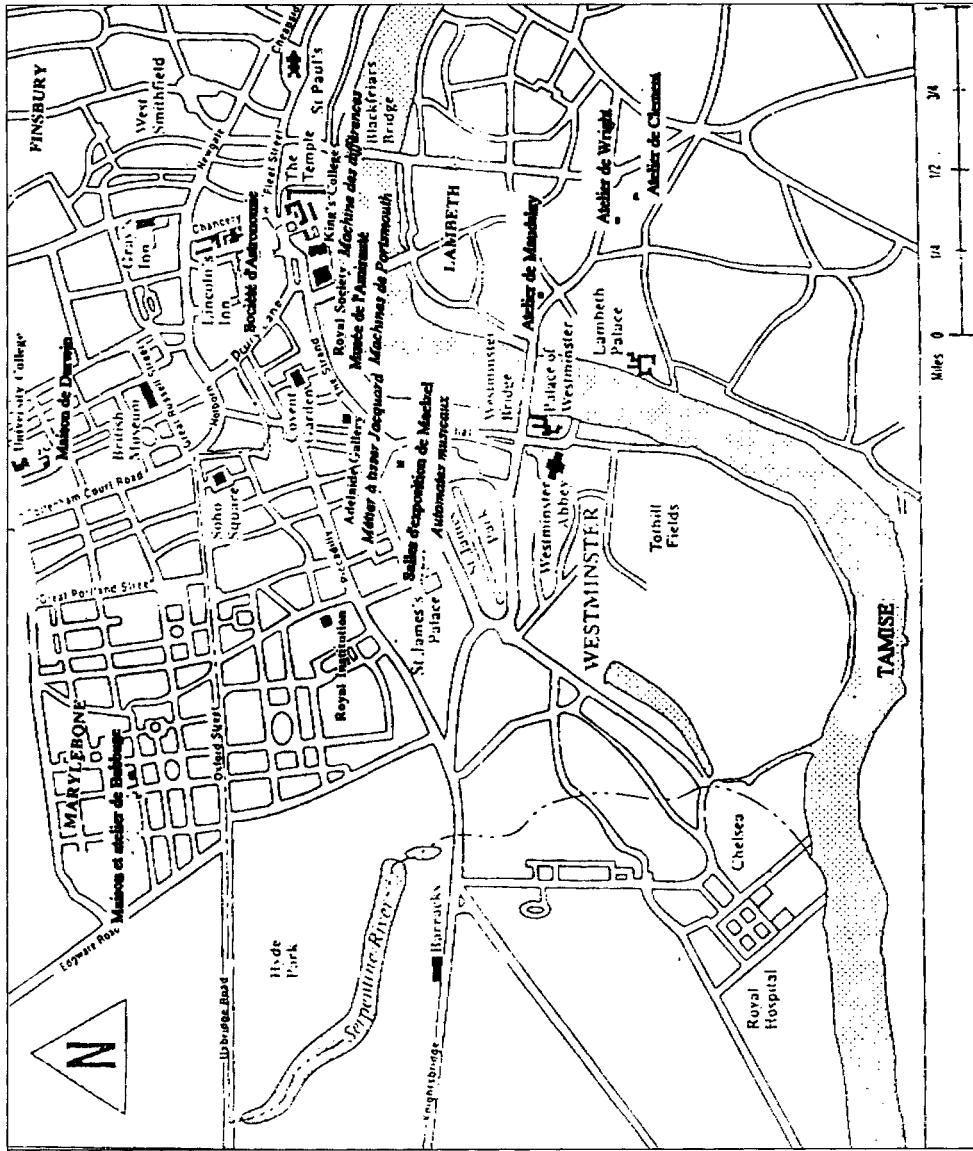 N
MARYLEBONE
Maison et atelier de Babbage
Edgware Road
Uxbridge Road
Oxford Street
Great Portland Street
Hyde
Park
Serpentine River
Barracks
Knightsbridge
Royal Institution
Piccadilly
Soho
Square
University College
Maison de Darwin
British
Museum
Great Russell Street
Holborn
FINSBURY
Gray's
Inn
West
Smithfield
Newgate
Cheapside
Chancery
Lincoln's
Inn
Société d'Astronomie
Drury Lane
Fleet Street
St Paul's
The
Temple
Covent
Garden
The Strand
King's College
Machine des différences
Royal Society
Musée de l'Amirauté
Machines de Portsmouth
Blackfriars
Bridge
Adelaide Gallery
Métier à tisser Jacquard
Salles d'exposition de Maelzel
Automates musicaux
St James's
Palace
St James's
Park
LAMBETH
Westminster
Bridge
Atelier de Maudslay
Atelier de Wright
Atelier de Clement
Palace of
Westminster
Westminster
Abbey
Lambeth
Palace
WESTMINSTER
Tothill
Fields
Chelsea
Royal
Hospital
TAMISE
Miles 0 1/4 1/2 3/4 1